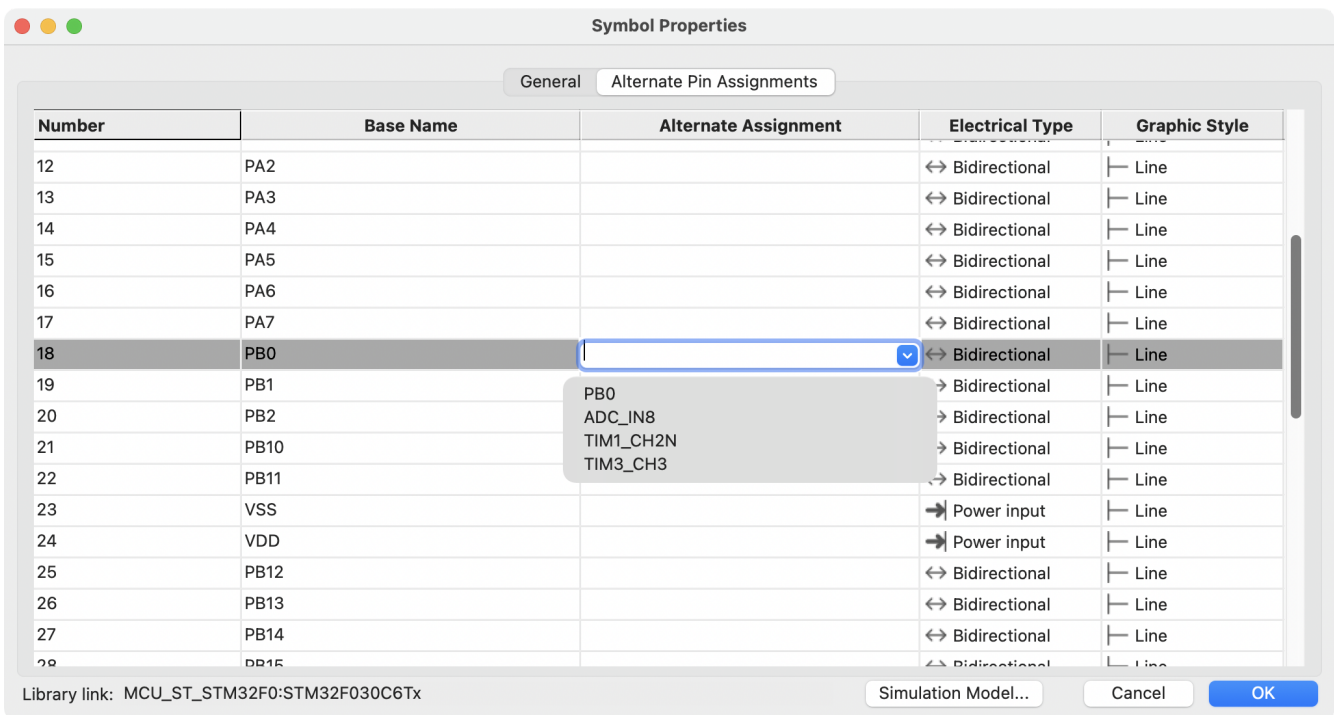 Symbol Properties
General Alternate Pin Assignments
Number Base Name Alternate Assignment Electrical Type Graphic Style
12 PA2 Bidirectional Line
13 PA3 Bidirectional Line
14 PA4 Bidirectional Line
15 PA5 Bidirectional Line
16 PA6 Bidirectional Line
17 PA7 Bidirectional Line
18 PB0 Bidirectional Line
19 PB1 Bidirectional Line
20 PB2 Bidirectional Line
21 PB10 Bidirectional Line
22 PB11 Bidirectional Line
PB0
ADC_IN8
TIM1_CH2N
TIM3_CH3
23 VSS Power input Line
24 VDD Power input Line
25 PB12 Bidirectional Line
26 PB13 Bidirectional Line
27 PB14 Bidirectional Line
28 PB15 Bidirectional Line
Library link: MCU_ST_STM32F0:STM32F030C6Tx Simulation Model... Cancel OK